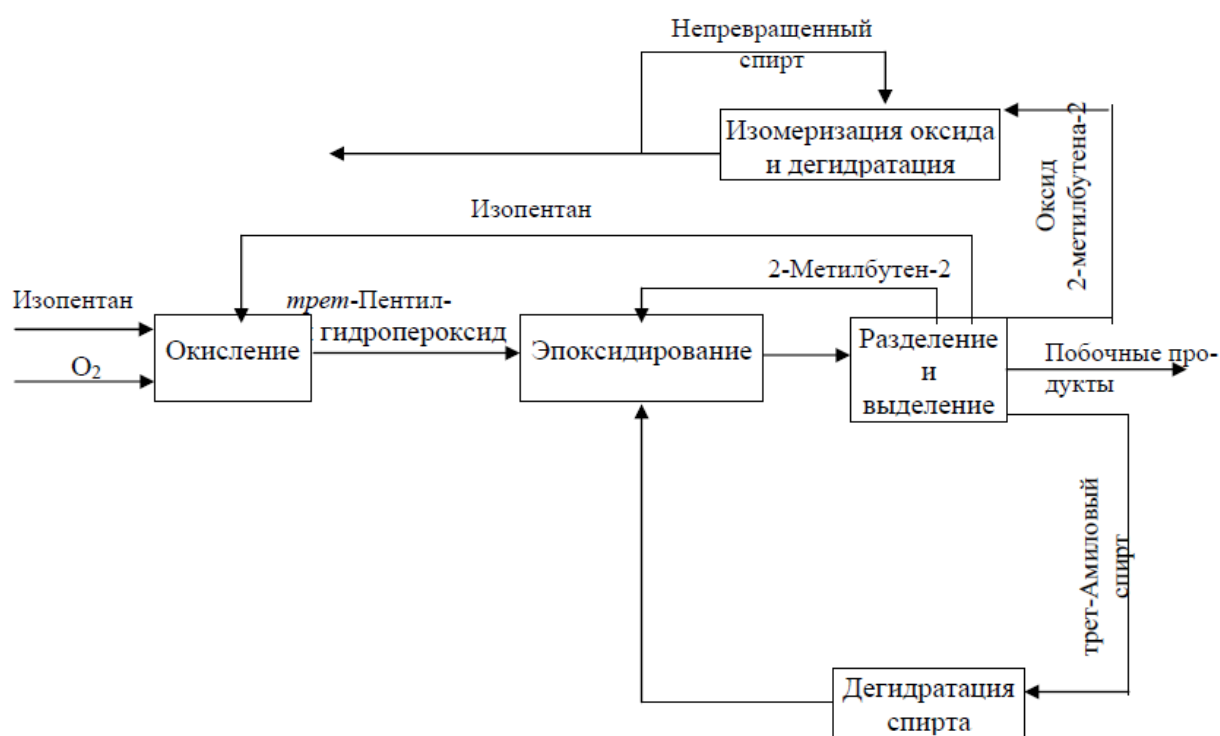 Непревращенный
спирт
Изомеризация оксида
и дегидратация
Оксид
2-метилбутена-2
Изопентан
2-Метилбутен-2
Изопентан
O₂
Окисление
трет-Пентил-
гидропероксид
Эпоксидирование
Разделение
и
выделение
Побочные про-
дукты
трет-Амиловый
спирт
Дегидратация
спирта